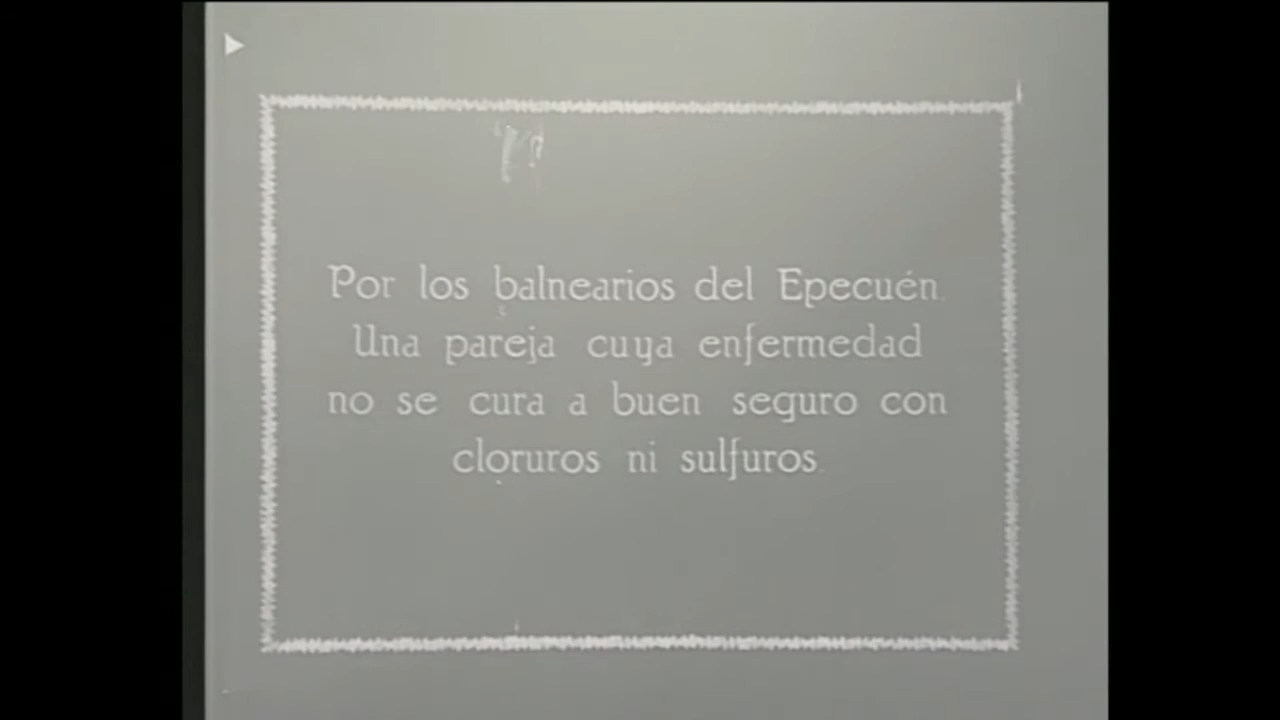 Por los balnearios del Epecuén.
Una pareja cuya enfermedad
no se cura a buen seguro con
cloruros ni sulfuros.